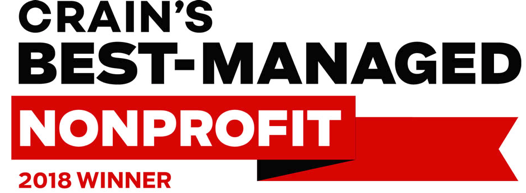 CRAIN'S
BEST-MANAGED
NONPROFIT
2018 WINNER